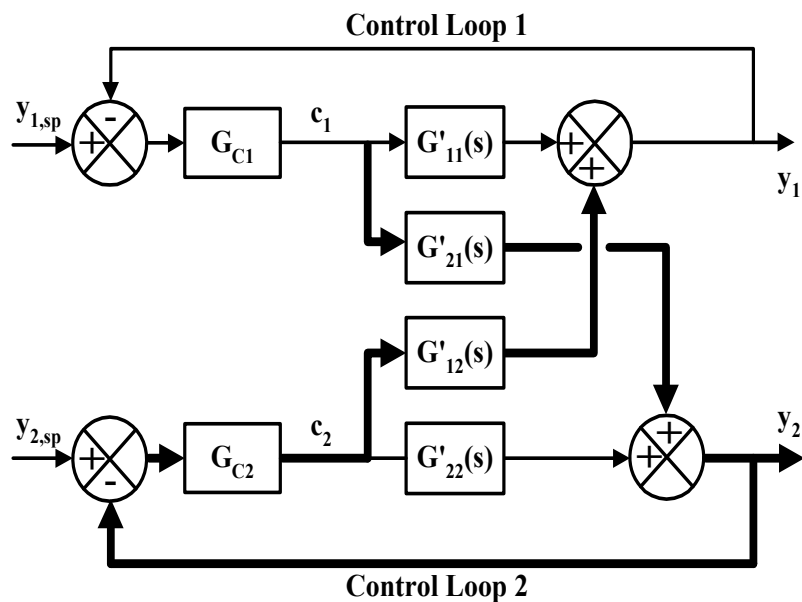 Control Loop 1
y1,sp
-
+
GC1
c1
G'11(s)
+
+
y1
G'21(s)
G'12(s)
y2,sp
+
-
GC2
c2
G'22(s)
+
+
y2
Control Loop 2